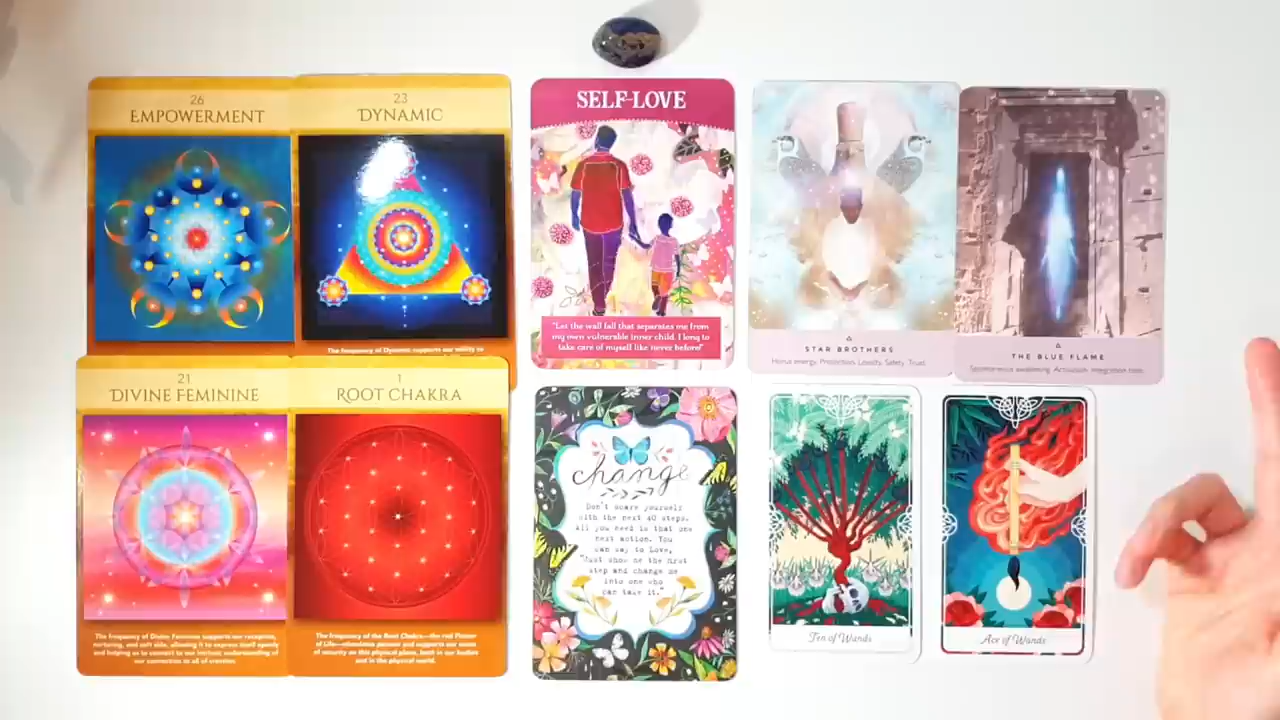 26
EMPOWERMENT
23
DYNAMIC
The frequency of Dynamic supports our ability to
21
DIVINE FEMININE
The frequency of Divine Feminine supports our receptive,
nurturing, and soft side, allowing it to express itself openly
and helping us to connect to our intrinsic understanding of
our connection to all of creation.
1
ROOT CHAKRA
The frequency of the Root Chakra—the red Flower
of Life—stimulates passion and supports our sense
of security on this physical plane, both in our bodies
and in the physical world.
SELF-LOVE
"Let the wall fall that separates me from
my own vulnerable inner child. I long to
take care of myself like never before!"
change
Don't scare yourself
with the next 40 steps.
All you need is that one
next action. You
can say to Love,
"Just show me the first
step and change me
into one who
can take it."
STAR BROTHERS
Horus energy. Protection. Loyalty. Safety. Trust.
THE BLUE FLAME
Spontaneous awakening. Activation. Integration time.
Ten of Wands
Ace of Wands